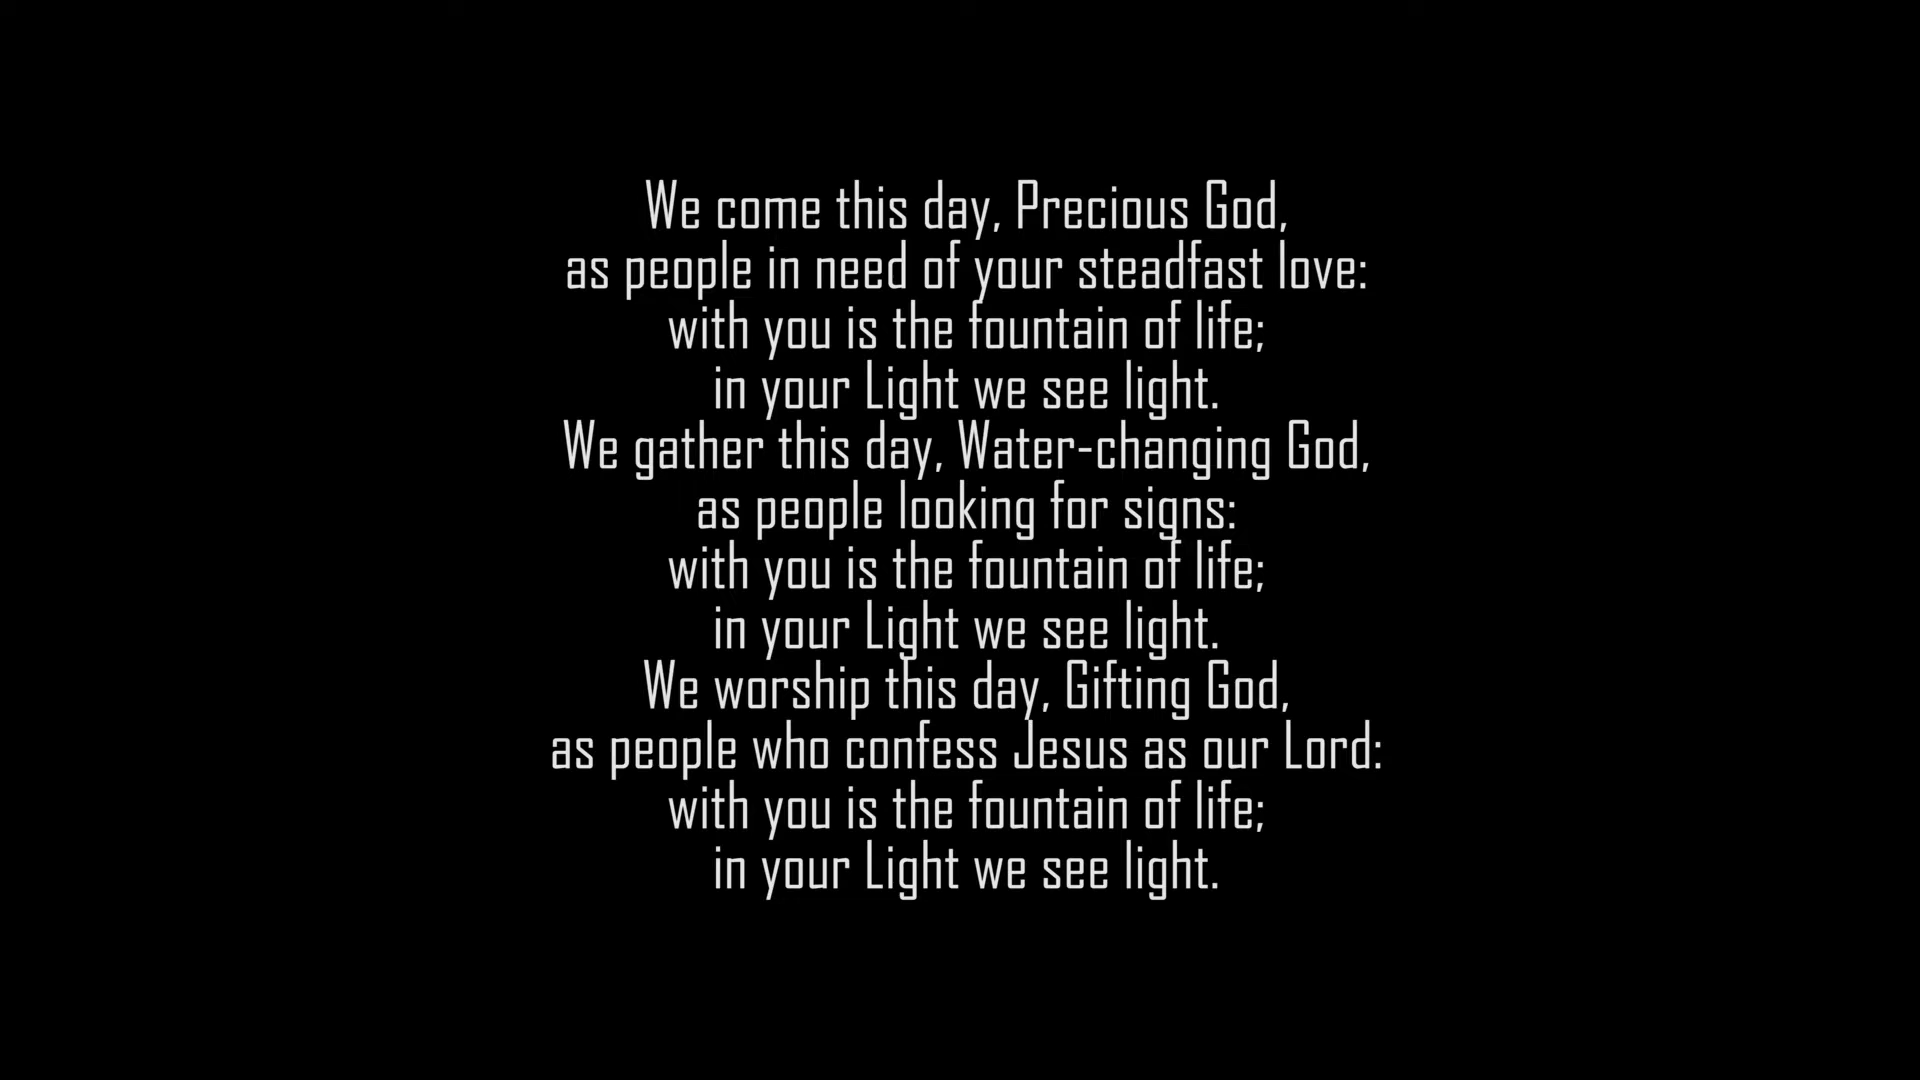 We come this day, Precious God,
as people in need of your steadfast love:
with you is the fountain of life;
in your Light we see light.
We gather this day, Water-changing God,
as people looking for signs:
with you is the fountain of life;
in your Light we see light.
We worship this day, Gifting God,
as people who confess Jesus as our Lord:
with you is the fountain of life;
in your Light we see light.